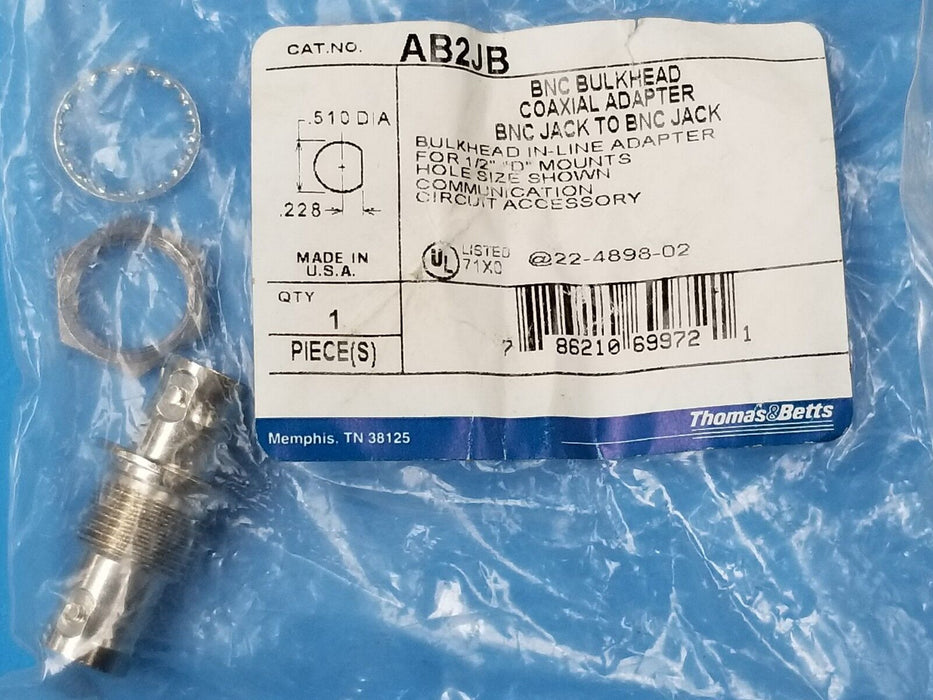 CAT.NO. AB2JB
.510 DIA
.228
MADE IN
U.S.A.
QTY
1
PIECE(S)
BNC BULKHEAD
COAXIAL ADAPTER
BNC JACK TO BNC JACK
BULKHEAD IN-LINE ADAPTER
FOR 1/2" "D" MOUNTS
HOLE SIZE SHOWN
COMMUNICATION
CIRCUIT ACCESSORY
UL LISTED
71X0
@22-4898-02
7 86210 69972 1
Thomas&Betts
Memphis, TN 38125